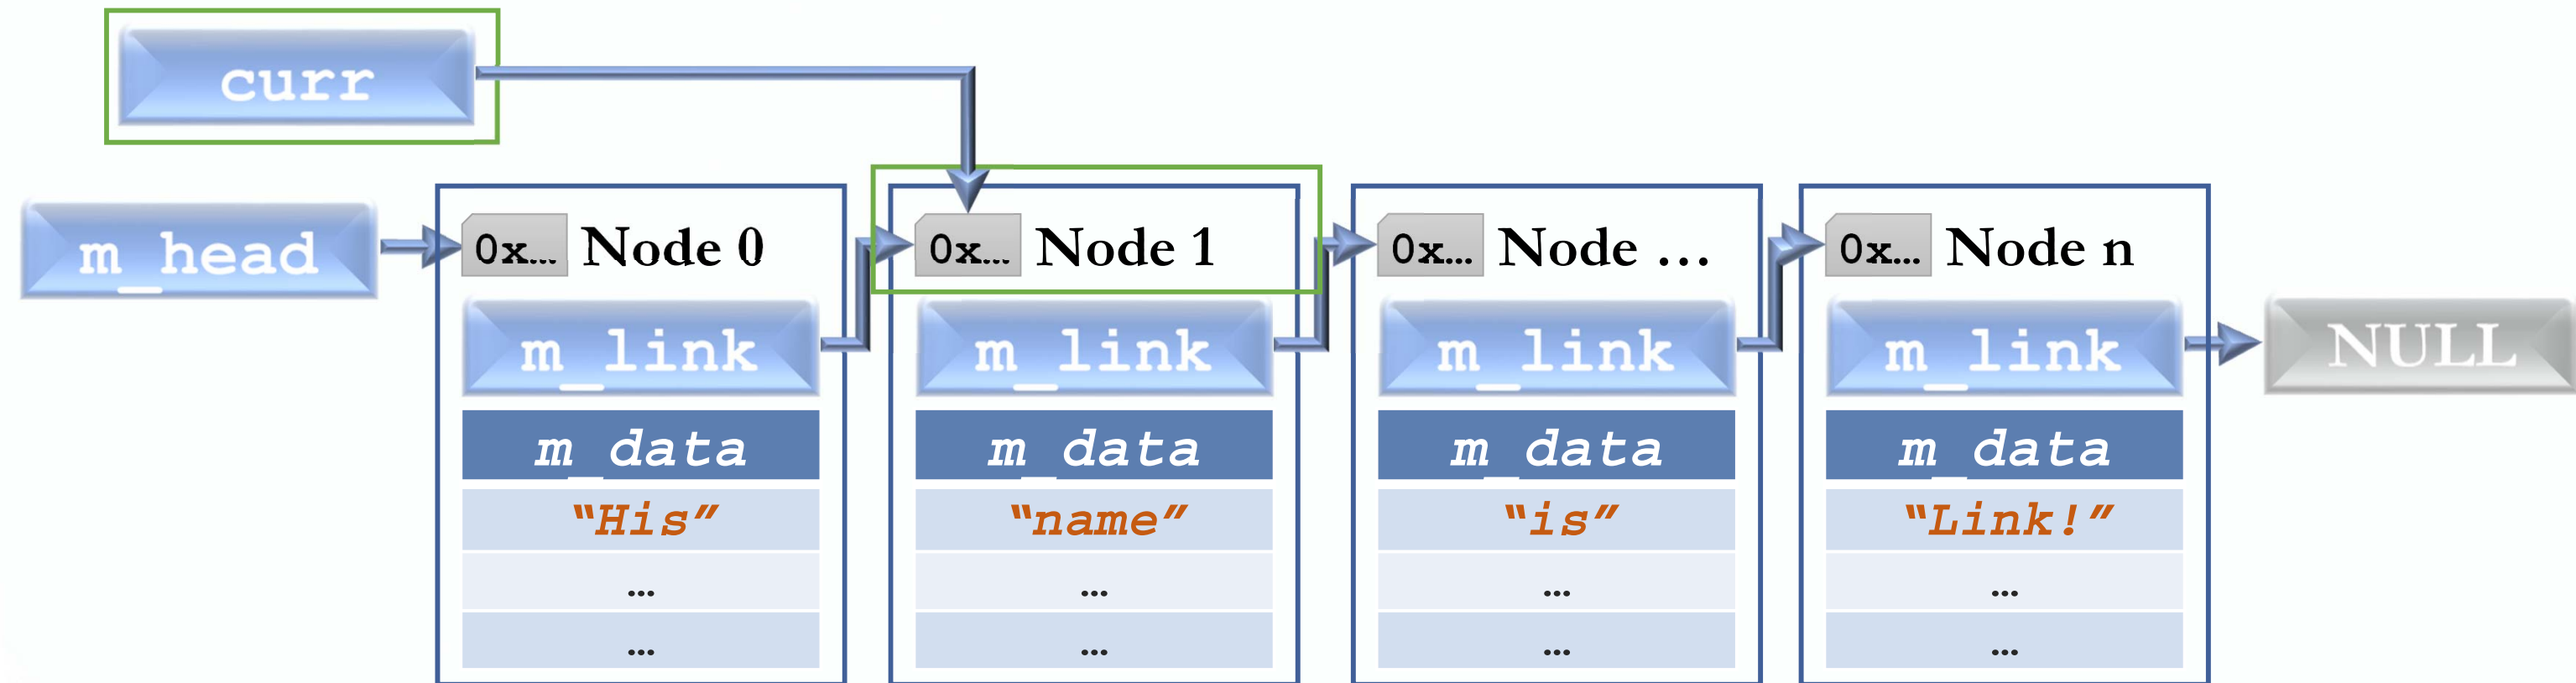 curr
m_head
0x… Node 0
0x… Node 1
0x… Node …
0x… Node n
m_link
m_link
m_link
m_link
NULL
m_data
m_data
m_data
m_data
“His”
“name”
“is”
“Link!”
…
…
…
…
…
…
…
…